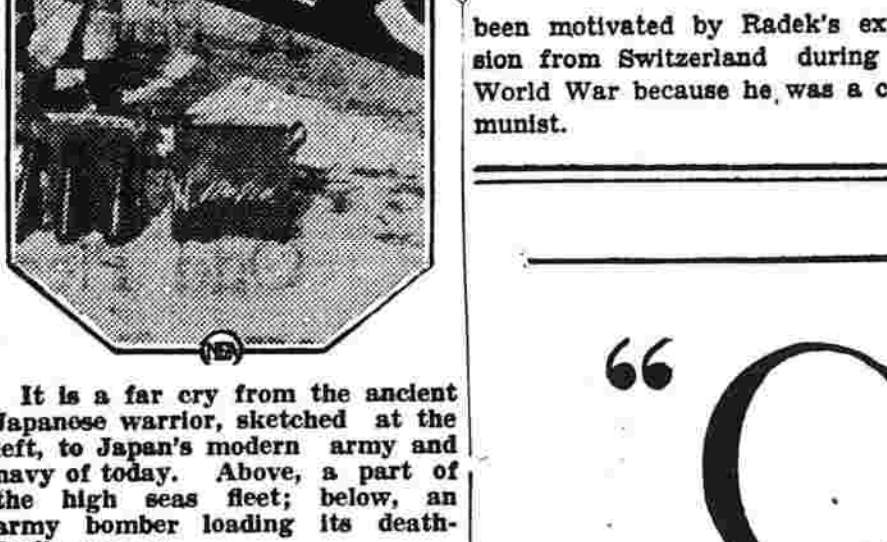 NEA
It is a far cry from the ancient
Japanese warrior, sketched at the
left, to Japan's modern army and
navy of today. Above, a part of
the high seas fleet; below, an
army bomber loading its death-
been motivated by Radek's ex
sion from Switzerland during
World War because he was a c
munist.
“